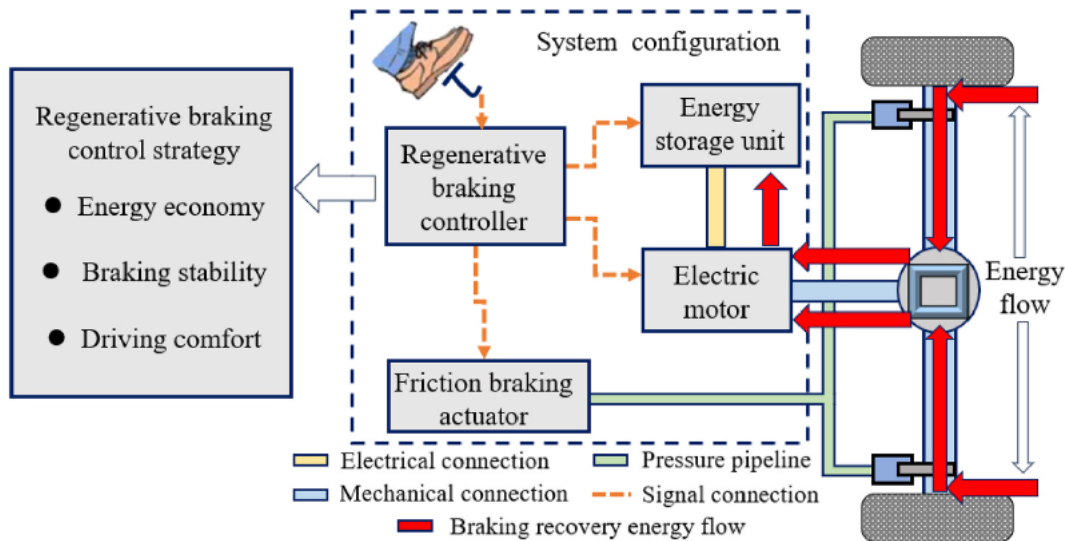 System configuration
Regenerative braking
control strategy
● Energy economy
● Braking stability
● Driving comfort
Regenerative
braking
controller
Energy
storage unit
Electric
motor
Energy
flow
Friction braking
actuator
Electrical connection
Pressure pipeline
Mechanical connection
Signal connection
Braking recovery energy flow